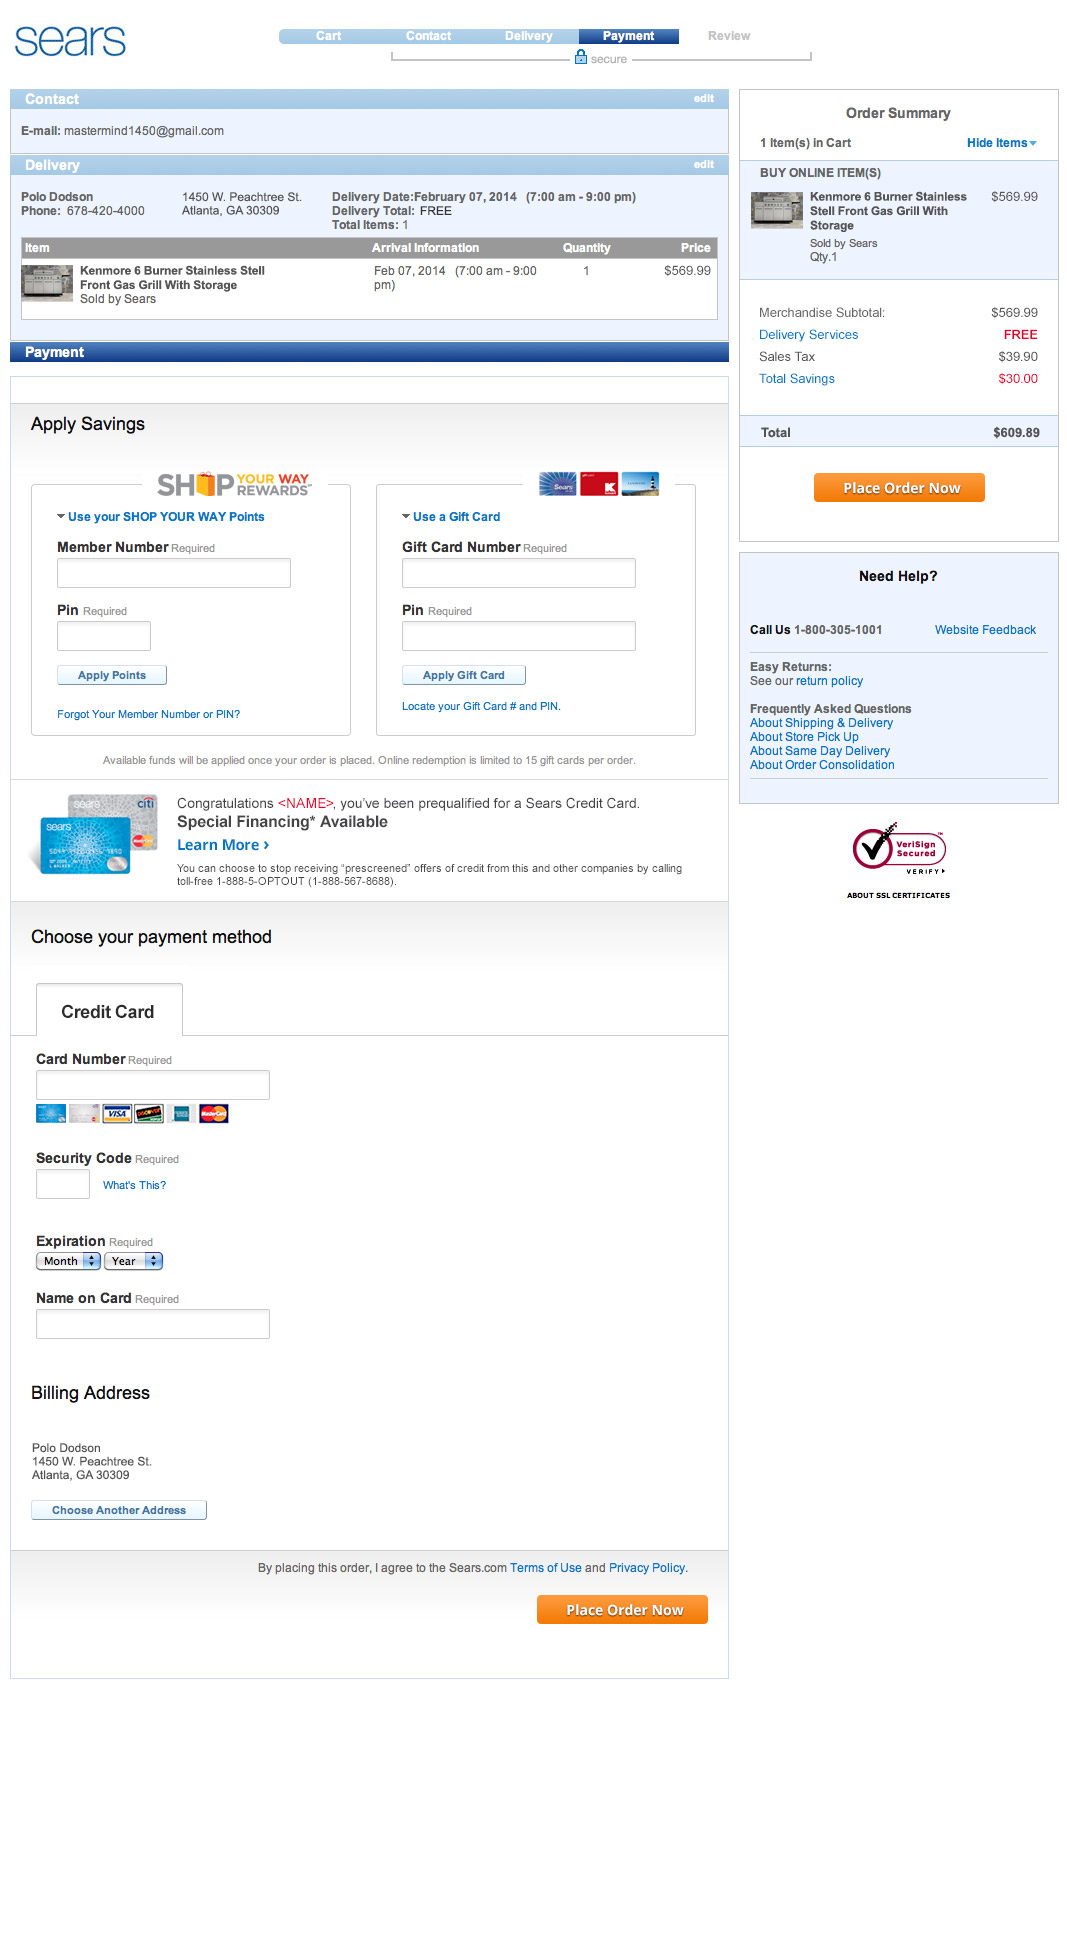 sears
Cart Contact Delivery Payment Review
secure
Contact edit
E-mail: mastermind1450@gmail.com
Delivery edit
Polo Dodson
Phone: 678-420-4000
1450 W. Peachtree St.
Atlanta, GA 30309
Delivery Date:February 07, 2014 (7:00 am - 9:00 pm)
Delivery Total: FREE
Total Items: 1
Item Arrival Information Quantity Price
Kenmore 6 Burner Stainless Stell
Front Gas Grill With Storage
Sold by Sears
Feb 07, 2014 (7:00 am - 9:00
pm)
1
$569.99
Payment
Apply Savings
SHOP YOUR WAY
REWARDS
Use your SHOP YOUR WAY Points
Member Number Required
Pin Required
Apply Points
Forgot Your Member Number or PIN?
Sears
K
Use a Gift Card
Gift Card Number Required
Pin Required
Apply Gift Card
Locate your Gift Card # and PIN.
Available funds will be applied once your order is placed. Online redemption is limited to 15 gift cards per order.
sears citi
sears
MasterCard
Congratulations <NAME>, you've been prequalified for a Sears Credit Card.
Special Financing* Available
Learn More ›
You can choose to stop receiving “prescreened” offers of credit from this and other companies by calling
toll-free 1-888-5-OPTOUT (1-888-567-8688).
Choose your payment method
Credit Card
Card Number Required
VISA DISCOVER MasterCard
Security Code Required
What's This?
Expiration Required
Month Year
Name on Card Required
Billing Address
Polo Dodson
1450 W. Peachtree St.
Atlanta, GA 30309
Choose Another Address
By placing this order, I agree to the Sears.com Terms of Use and Privacy Policy.
Place Order Now
Order Summary
1 Item(s) in Cart Hide Items
BUY ONLINE ITEM(S)
Kenmore 6 Burner Stainless
Stell Front Gas Grill With
Storage
Sold by Sears
Qty.1
$569.99
Merchandise Subtotal: $569.99
Delivery Services FREE
Sales Tax $39.90
Total Savings $30.00
Total $609.89
Place Order Now
Need Help?
Call Us 1-800-305-1001 Website Feedback
Easy Returns:
See our return policy
Frequently Asked Questions
About Shipping & Delivery
About Store Pick Up
About Same Day Delivery
About Order Consolidation
VeriSign™
Secured
VERIFY
ABOUT SSL CERTIFICATES